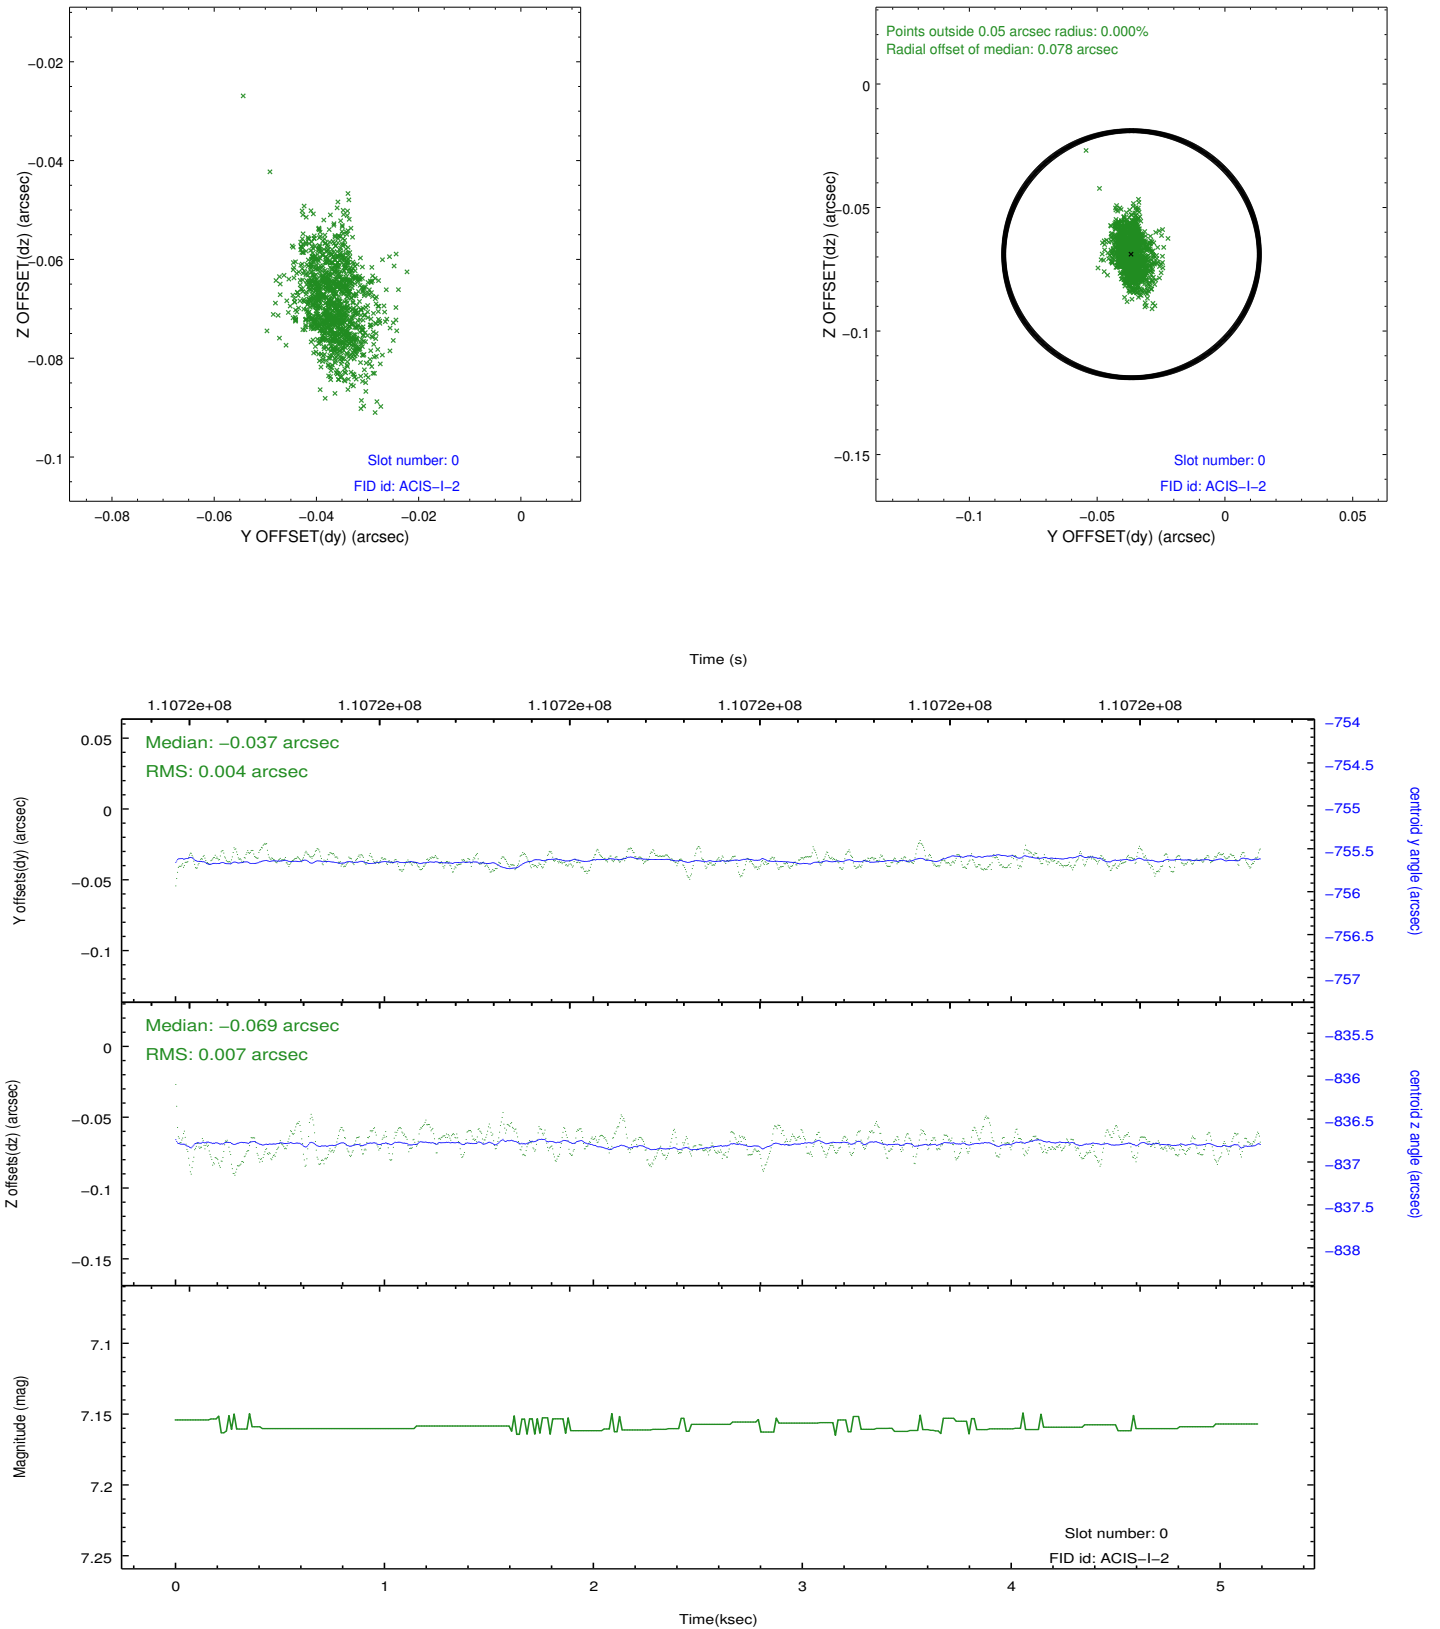 −0.02
−0.04
−0.06
−0.08
−0.1
Z OFFSET(dz) (arcsec)
Slot number: 0
FID id: ACIS−I−2
−0.08 −0.06 −0.04 −0.02 0
Y OFFSET(dy) (arcsec)
Points outside 0.05 arcsec radius: 0.000%
Radial offset of median: 0.078 arcsec
0
−0.05
−0.1
−0.15
Z OFFSET(dz) (arcsec)
Slot number: 0
FID id: ACIS−I−2
−0.1 −0.05 0 0.05
Y OFFSET(dy) (arcsec)
Time (s)
1.1072e+08 1.1072e+08 1.1072e+08 1.1072e+08 1.1072e+08 1.1072e+08
Median: −0.037 arcsec
RMS: 0.004 arcsec
0.05
0
−0.05
−0.1
Y offsets(dy) (arcsec)
−754
−754.5
−755
−755.5
−756
−756.5
−757
centroid y angle (arcsec)
Median: −0.069 arcsec
RMS: 0.007 arcsec
0
−0.05
−0.1
−0.15
Z offsets(dz) (arcsec)
−835.5
−836
−836.5
−837
−837.5
−838
centroid z angle (arcsec)
7.1
7.15
7.2
7.25
Magnitude (mag)
Slot number: 0
FID id: ACIS−I−2
0 1 2 3 4 5
Time(ksec)